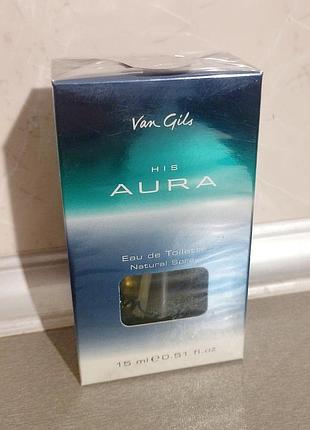 Van Gils
HIS
AURA
Eau de Toilette
Natural Spray
15 ml e 0.51 fl.oz